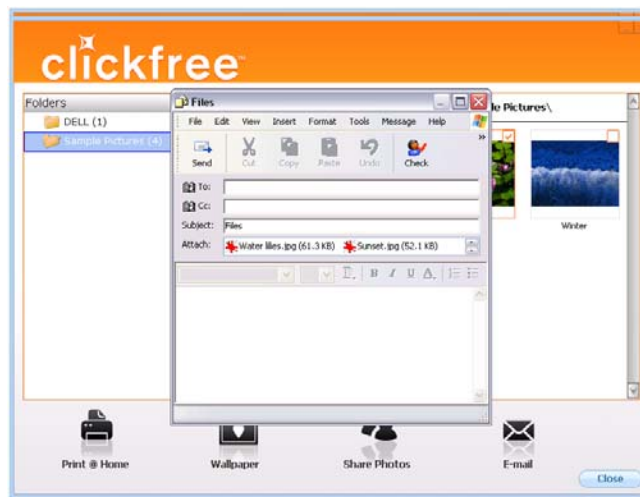 clickfree™
Folders
DELL (1)
Sample Pictures (4)
Files
File Edit View Insert Format Tools Message Help
Send Cut Copy Paste Undo Check
To:
Cc:
Subject: Files
Attach: Water lilies.jpg (61.3 KB) Sunset.jpg (52.1 KB)
B I U A
le Pictures\
Winter
Print @ Home Wallpaper Share Photos E-mail
Close